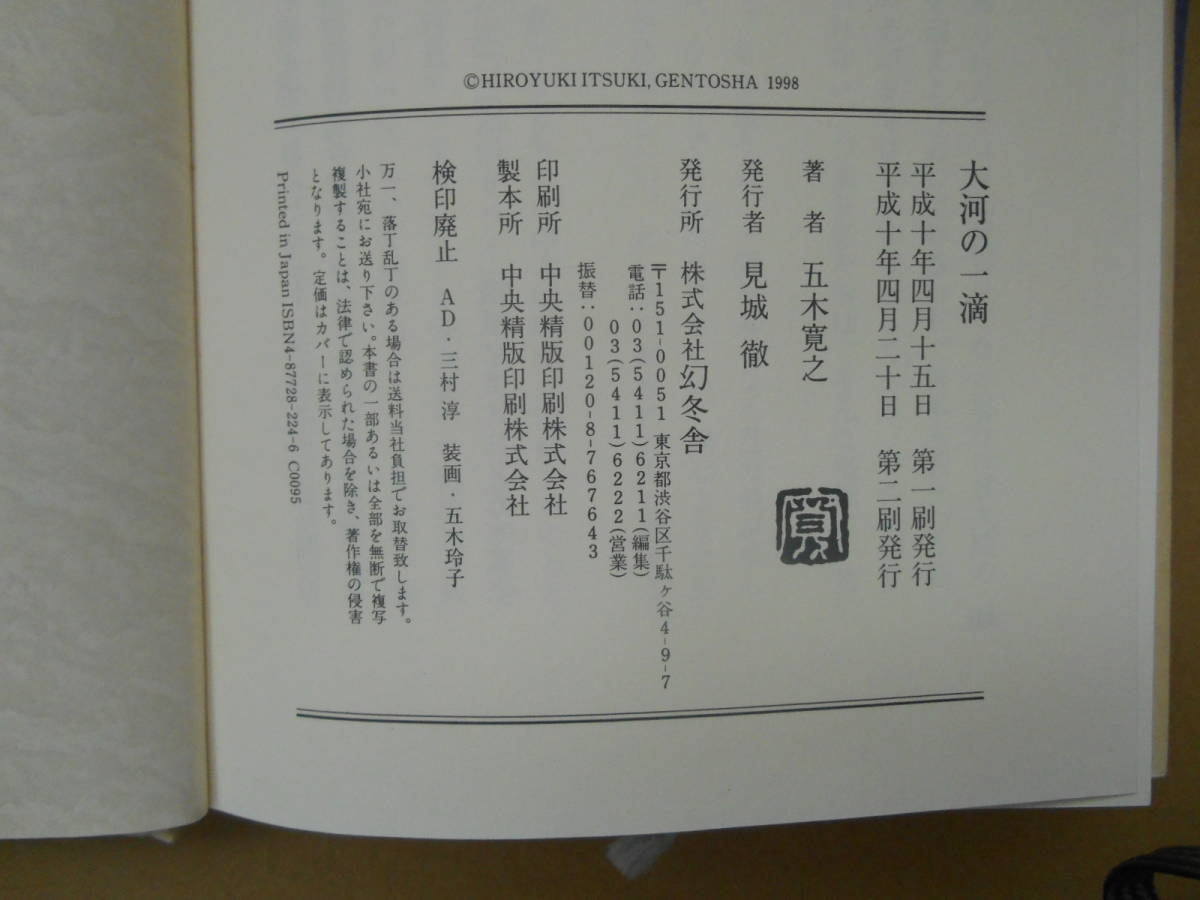 ©HIROYUKI ITSUKI, GENTOSHA 1998
大河の一滴
平成十年四月十五日　第一刷発行
平成十年四月二十日　第二刷発行
著　者　五木寛之
発行者　見城　徹
発行所　株式会社幻冬舎
〒151-0051 東京都渋谷区千駄ヶ谷4-9-7
電話:03(5411)6211(編集)
03(5411)6222(営業)
振替:00120-8-767643
印刷所　中央精版印刷株式会社
製本所　中央精版印刷株式会社
検印廃止　AD・三村 淳　装画・五木玲子
万一、落丁乱丁のある場合は送料当社負担でお取替致します。
小社宛にお送り下さい。本書の一部あるいは全部を無断で複写
複製することは、法律で認められた場合を除き、著作権の侵害
となります。定価はカバーに表示してあります。
Printed in Japan ISBN4-87728-224-6 C0095